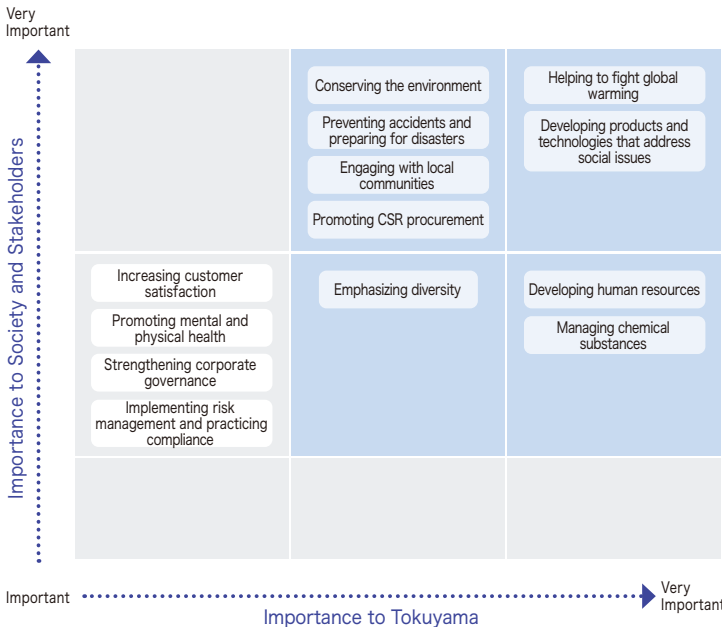 Very
Important
Importance to Society and Stakeholders
Conserving the environment
Preventing accidents and
preparing for disasters
Engaging with local
communities
Promoting CSR procurement
Helping to fight global
warming
Developing products and
technologies that address
social issues
Increasing customer
satisfaction
Promoting mental and
physical health
Strengthening corporate
governance
Implementing risk
management and practicing
compliance
Emphasizing diversity
Developing human resources
Managing chemical
substances
Important
Very
Important
Importance to Tokuyama